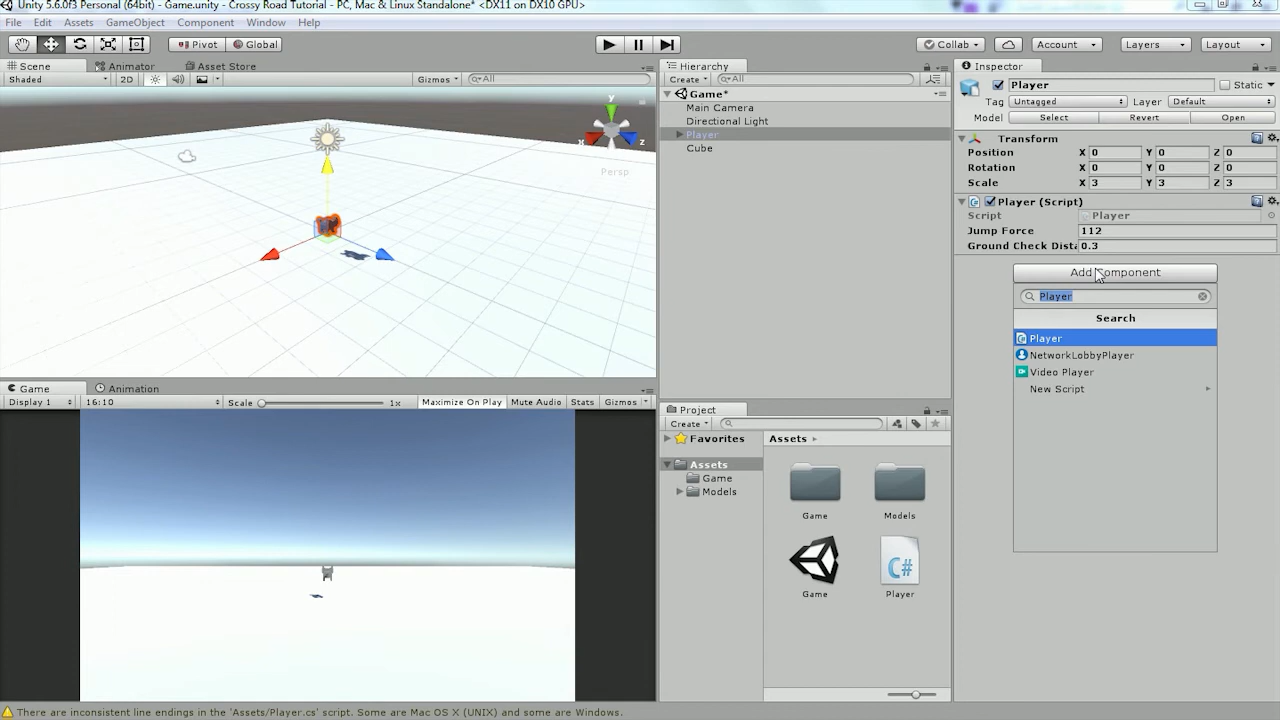 Unity 5.6.0f3 Personal (64bit) - Game.unity - Crossy Road Tutorial - PC, Mac & Linux Standalone* <DX11 on DX10 GPU>
File Edit Assets GameObject Component Window Help
Pivot Global Collab Account Layers Layout
Scene Animator Asset Store
Shaded 2D Gizmos All
y
x z
Persp
Game Animation
Display 1 16:10 Scale 1x Maximize On Play Mute Audio Stats Gizmos
Hierarchy
Create All
Game*
Main Camera
Directional Light
Player
Cube
Project
Create
Favorites
Assets
Game
Models
Assets
Game Models
C#
Game Player
Inspector
Player Static
Tag Untagged Layer Default
Model Select Revert Open
Transform
Position X 0 Y 0 Z 0
Rotation X 0 Y 0 Z 0
Scale X 3 Y 3 Z 3
Player (Script)
Script Player
Jump Force 112
Ground Check Dista 0.3
Add Component
Player
Search
Player
NetworkLobbyPlayer
Video Player
New Script
There are inconsistent line endings in the 'Assets/Player.cs' script. Some are Mac OS X (UNIX) and some are Windows.